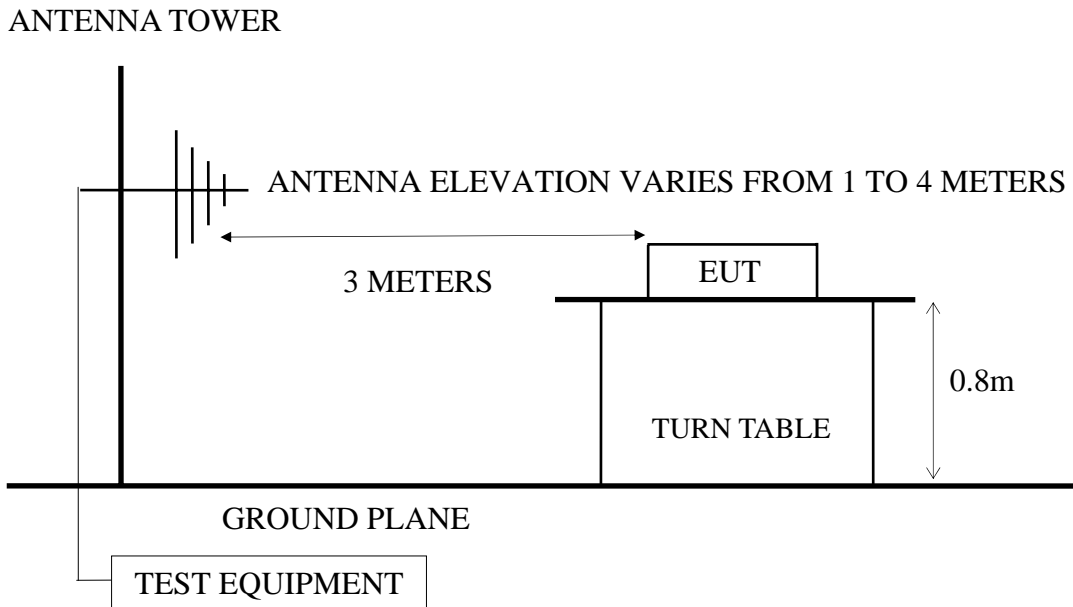 ANTENNA TOWER
ANTENNA ELEVATION VARIES FROM 1 TO 4 METERS
3 METERS
EUT
0.8m
TURN TABLE
GROUND PLANE
TEST EQUIPMENT